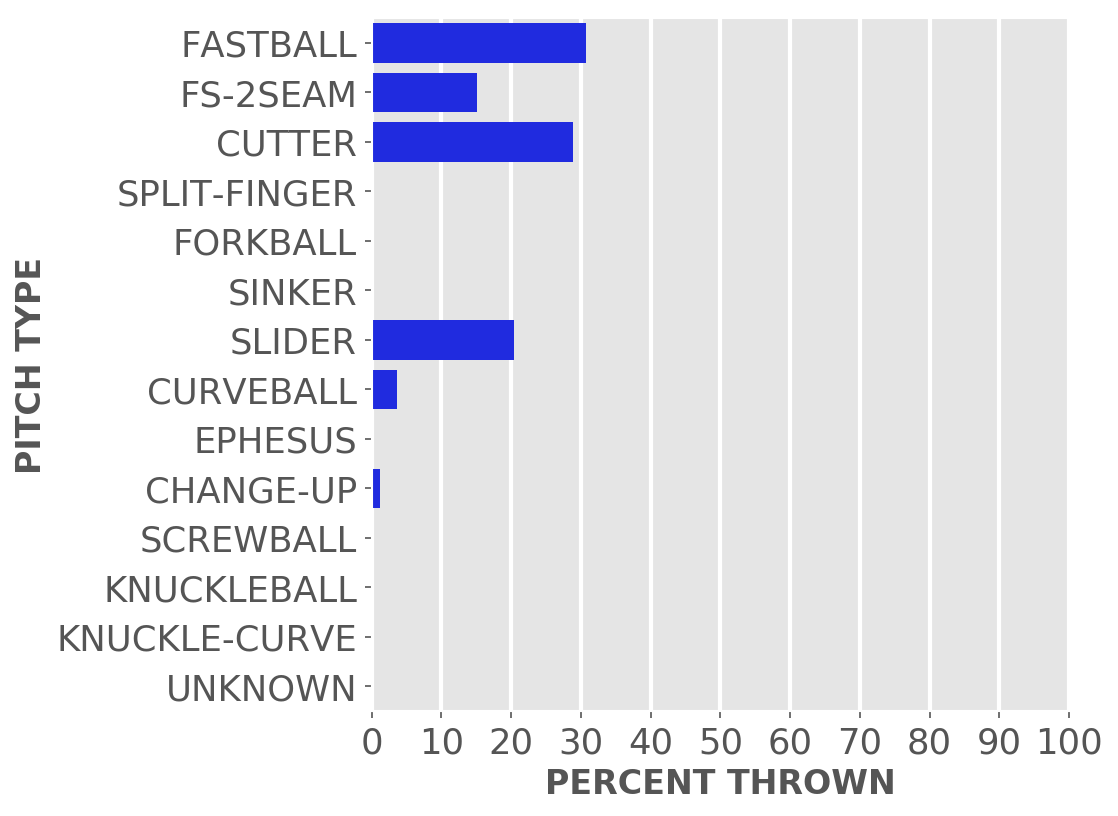 FASTBALL
FS-2SEAM
CUTTER
SPLIT-FINGER
FORKBALL
SINKER
SLIDER
CURVEBALL
EPHESUS
CHANGE-UP
SCREWBALL
KNUCKLEBALL
KNUCKLE-CURVE
UNKNOWN
PITCH TYPE
0 10 20 30 40 50 60 70 80 90 100
PERCENT THROWN